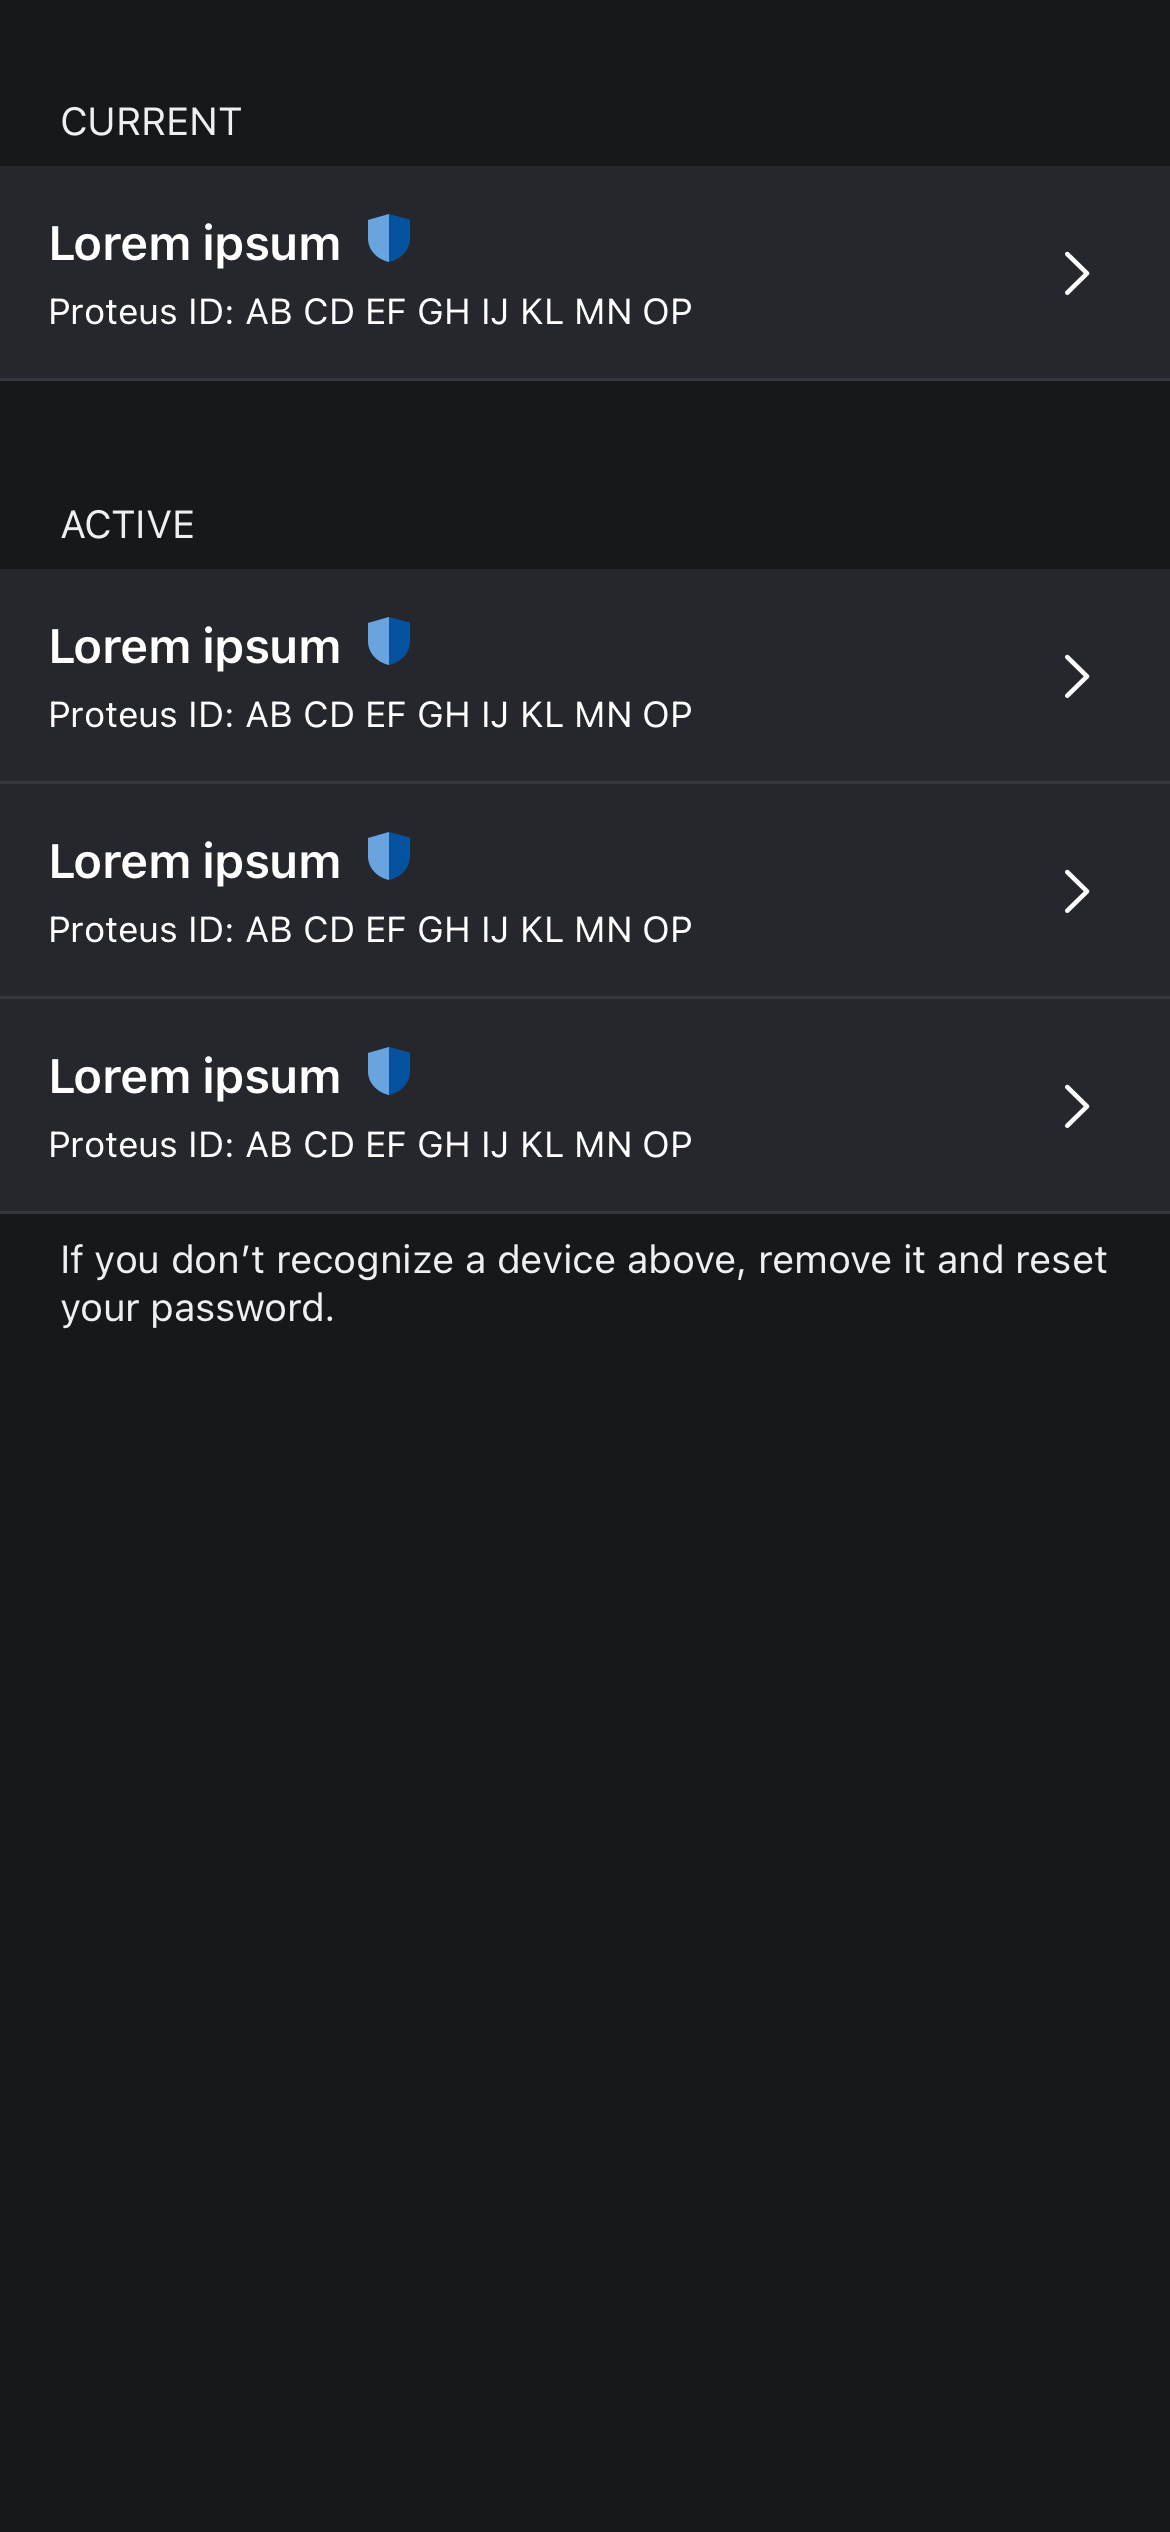 CURRENT
Lorem ipsum
Proteus ID: AB CD EF GH IJ KL MN OP
ACTIVE
Lorem ipsum
Proteus ID: AB CD EF GH IJ KL MN OP
Lorem ipsum
Proteus ID: AB CD EF GH IJ KL MN OP
Lorem ipsum
Proteus ID: AB CD EF GH IJ KL MN OP
If you don’t recognize a device above, remove it and reset
your password.